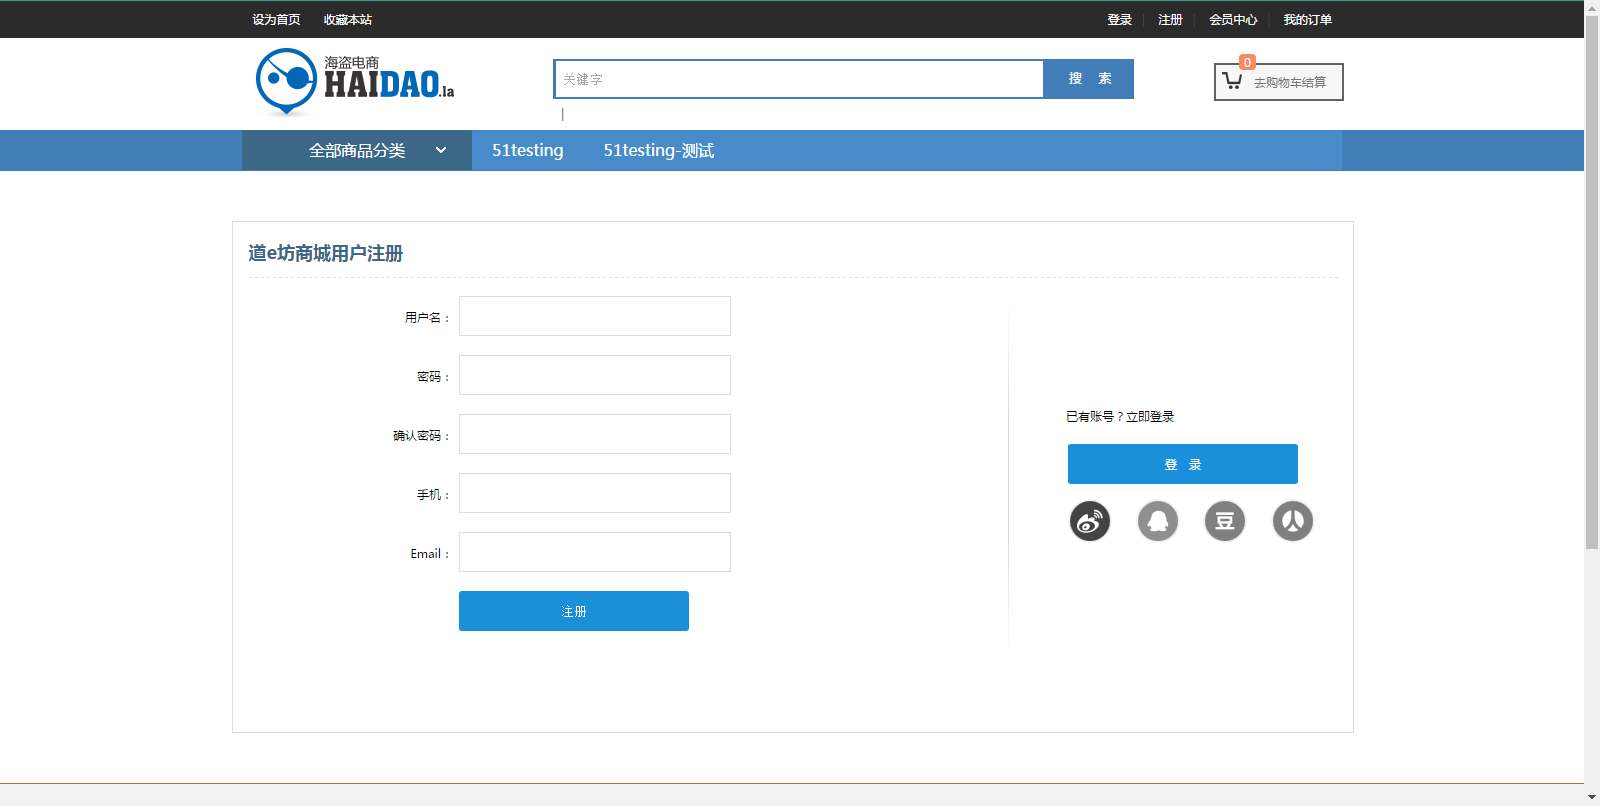 设为首页 收藏本站 登录 注册 会员中心 我的订单
海盗电商
HAIDAO.la
关键字 搜 索
0
去购物车结算
|
全部商品分类 51testing 51testing-测试
道e坊商城用户注册
用户名：
密码：
确认密码：
手机：
Email：
注册
已有账号？立即登录
登 录
豆